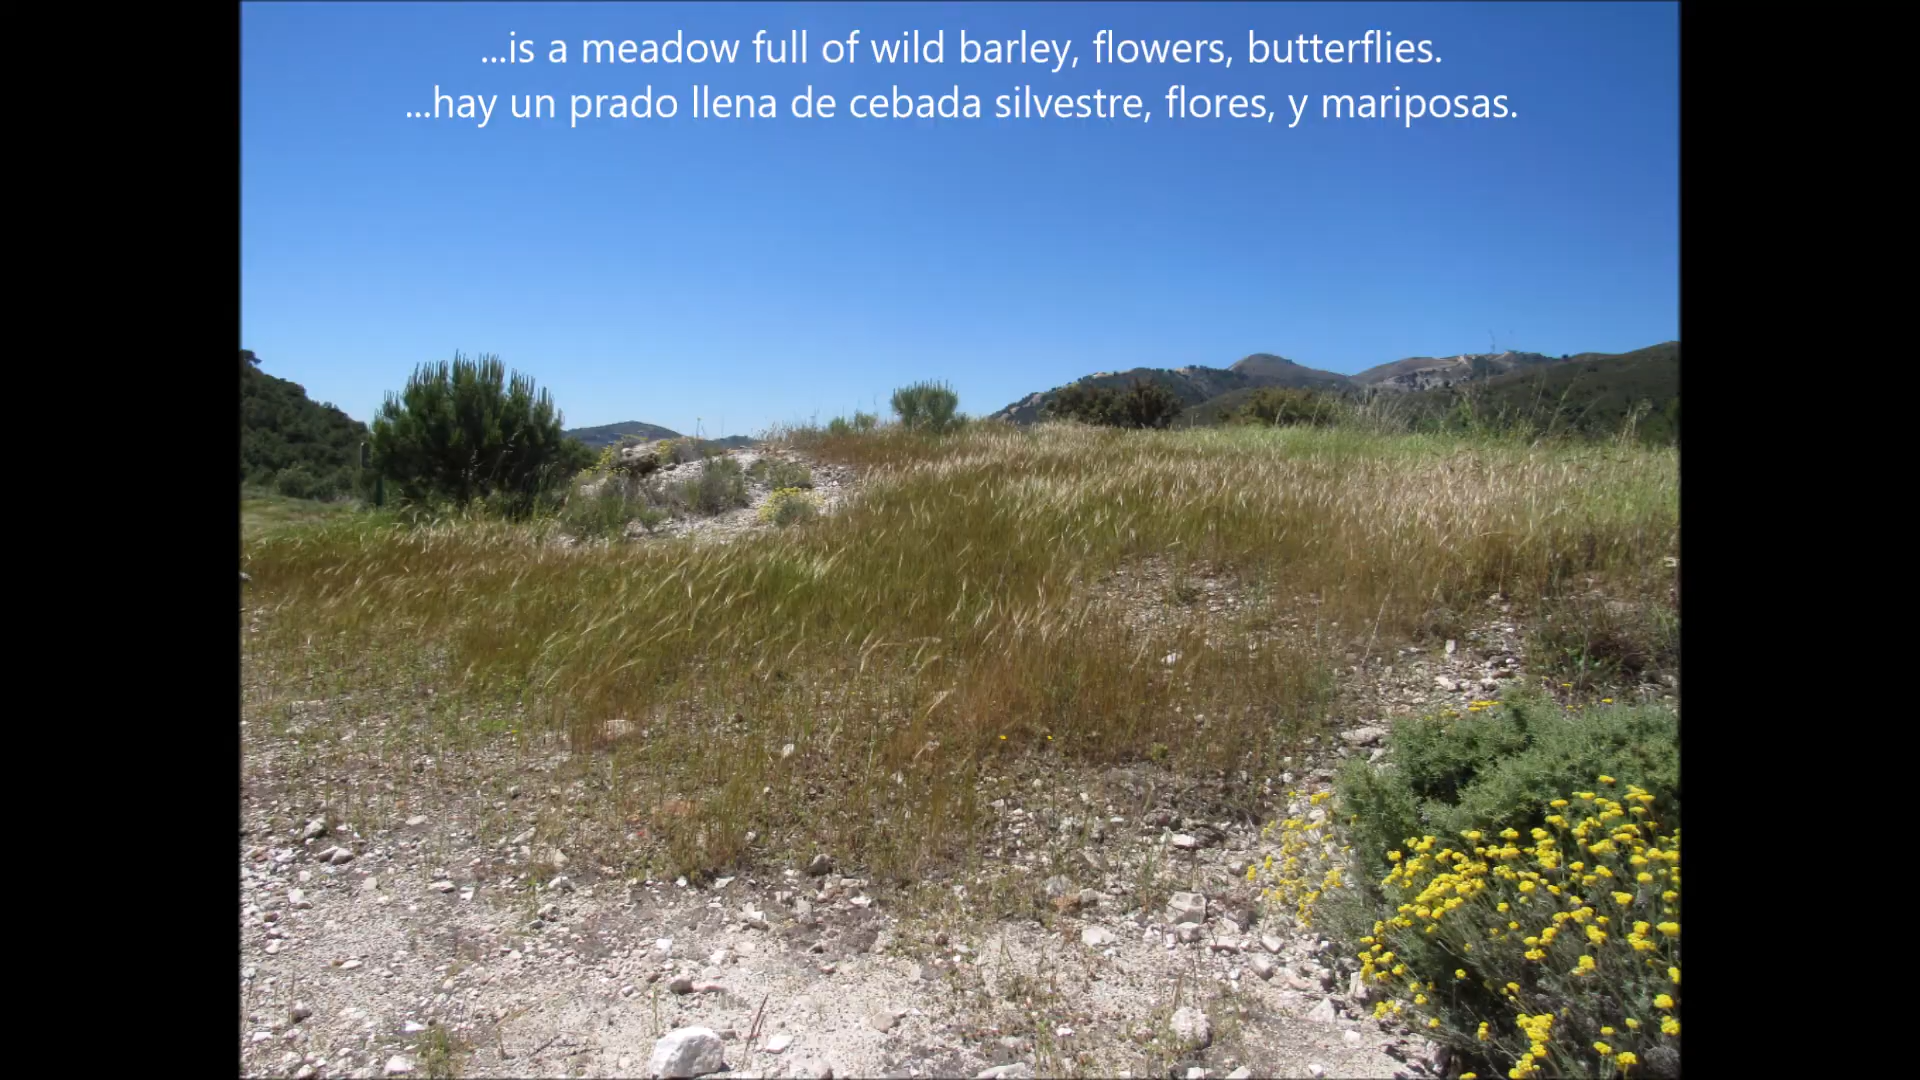 ...is a meadow full of wild barley, flowers, butterflies.
...hay un prado llena de cebada silvestre, flores, y mariposas.